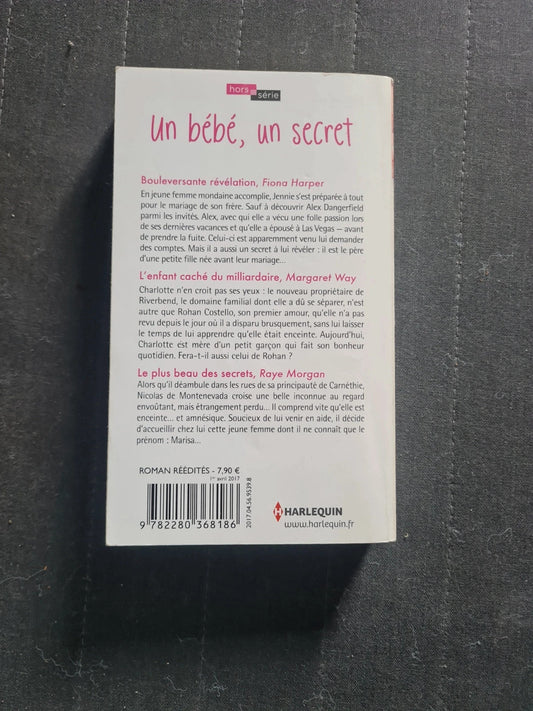 hors série
Un bébé, un secret
Bouleversante révélation, Fiona Harper
En jeune femme mondaine accomplie, Jennie s'est préparée à tout
pour le mariage de son frère. Sauf à découvrir Alex Dangerfield
parmi les invités. Alex, avec qui elle a vécu une folle passion lors
de ses dernières vacances et qu'elle a épousé à Las Vegas – avant
de prendre la fuite. Celui-ci est apparemment venu lui demander
des comptes. Mais il a aussi un secret à lui révéler : il est le père
d'une petite fille née avant leur mariage...
L'enfant caché du milliardaire, Margaret Way
Charlotte n'en croit pas ses yeux : le nouveau propriétaire de
Riverbend, le domaine familial dont elle a dû se séparer, n'est
autre que Rohan Costello, son premier amour, qu'elle n'a pas
revu depuis le jour où il a disparu brusquement, sans lui laisser
le temps de lui apprendre qu'elle était enceinte. Aujourd'hui,
Charlotte est mère d'un petit garçon qui fait son bonheur
quotidien. Fera-t-il aussi celui de Rohan ?
Le plus beau des secrets, Raye Morgan
Alors qu'il déambule dans les rues de sa principauté de Carnéthie,
Nicolas de Montenevada croise une belle inconnue au regard
envoûtant, mais étrangement perdu... Il comprend vite qu'elle est
enceinte... et amnésique. Soucieux de lui venir en aide, il décide
d'accueillir chez lui cette jeune femme dont il ne connaît que le
prénom : Marisa...
ROMAN RÉÉDITÉS - 7,90 €
1er avril 2017
2017.04.56.9539.8
9 782280 368186
HARLEQUIN
www.harlequin.fr